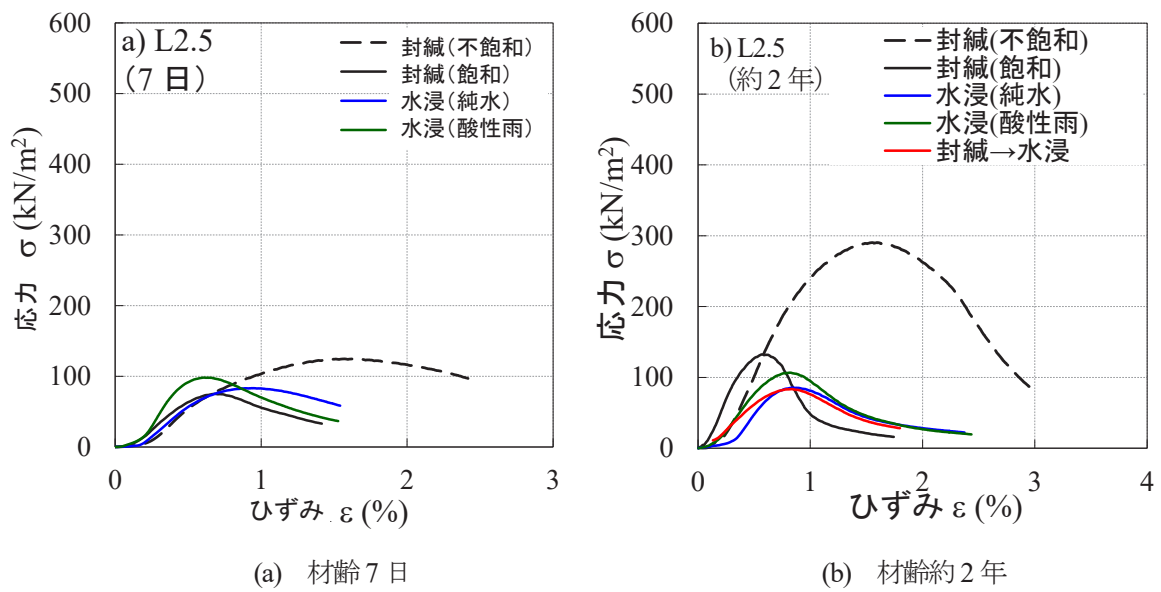 a) L2.5
(7 日)
封緘(不飽和)
封緘(飽和)
水浸(純水)
水浸(酸性雨)
600
500
400
300
200
100
0
応力 σ (kN/m²)
0 1 2 3
ひずみ ε (%)
(a) 材齢 7 日
b) L2.5
(約 2 年)
封緘(不飽和)
封緘(飽和)
水浸(純水)
水浸(酸性雨)
封緘→水浸
600
500
400
300
200
100
0
応力 σ (kN/m²)
0 1 2 3 4
ひずみ ε (%)
(b) 材齢約 2 年